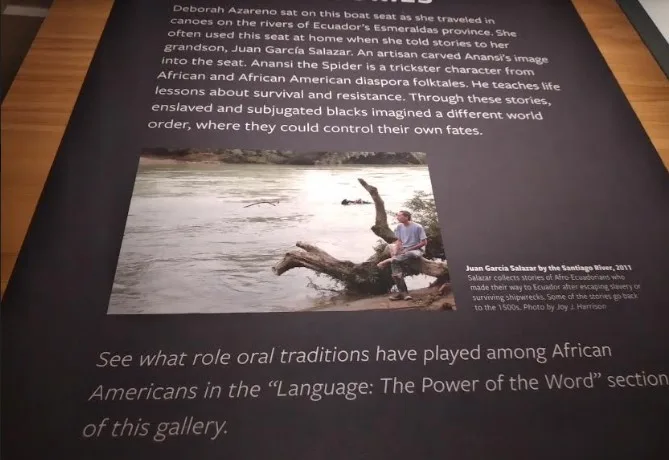 Deborah Azareno sat on this boat seat as she traveled in
canoes on the rivers of Ecuador's Esmeraldas province. She
often used this seat at home when she told stories to her
grandson, Juan García Salazar. An artisan carved Anansi's image
into the seat. Anansi the Spider is a trickster character from
African and African American diaspora folktales. He teaches life
lessons about survival and resistance. Through these stories,
enslaved and subjugated blacks imagined a different world
order, where they could control their own fates.
Juan García Salazar by the Santiago River, 2011
Salazar collects stories of Afro-Ecuadorians who
made their way to Ecuador after escaping slavery or
surviving shipwrecks. Some of the stories go back
to the 1500s. Photo by Joy J. Harrison
See what role oral traditions have played among African
Americans in the "Language: The Power of the Word" section
of this gallery.